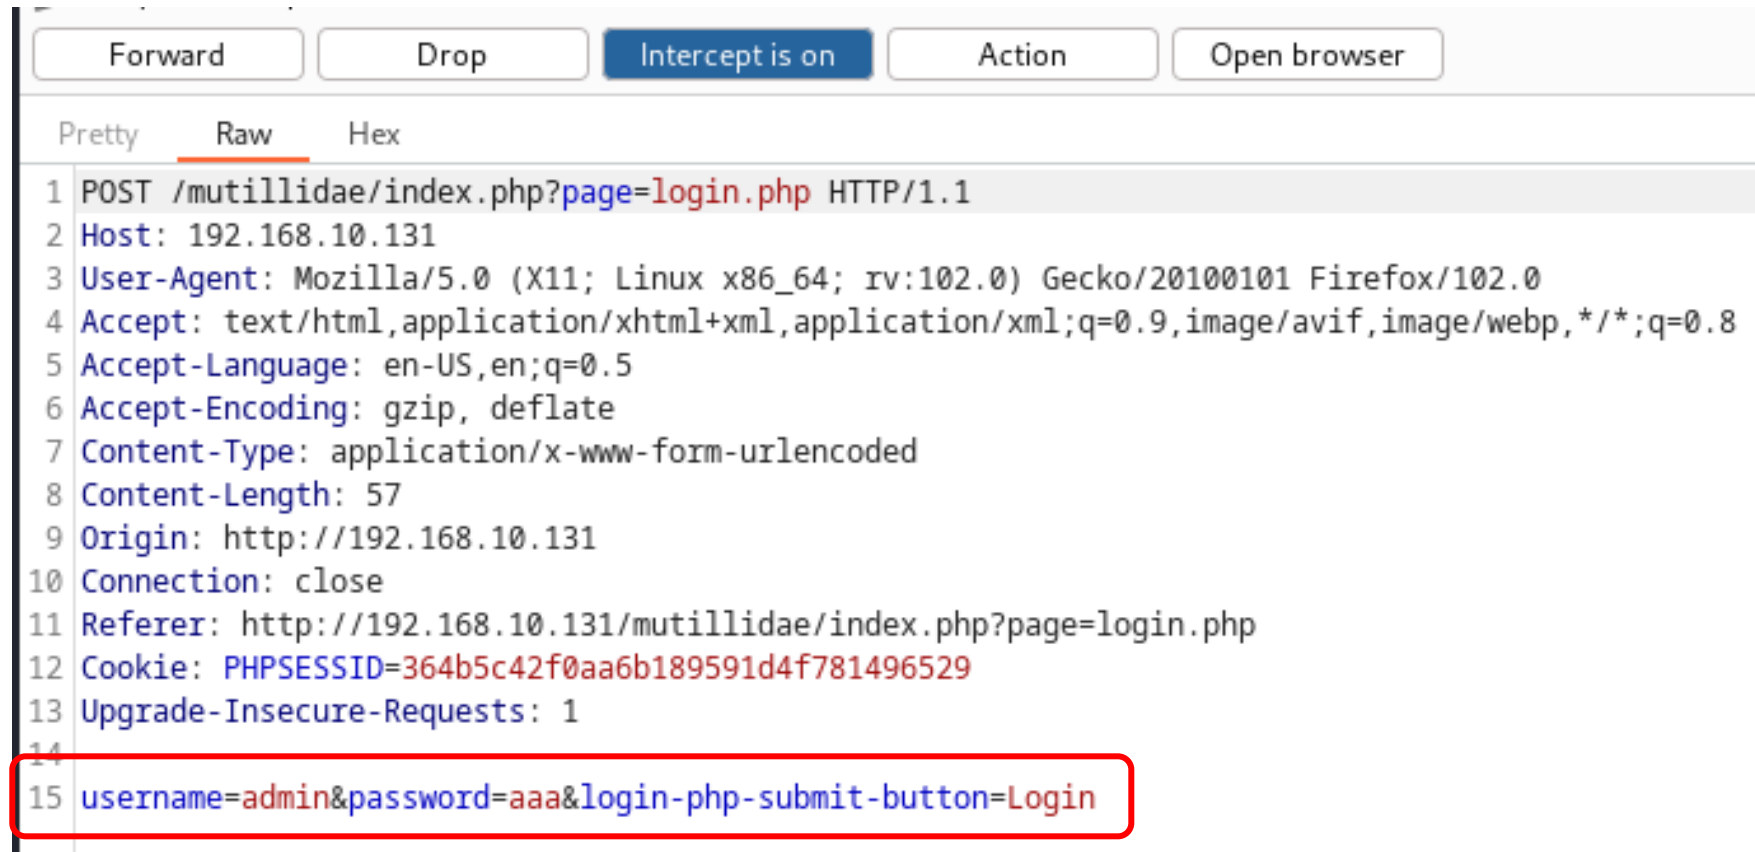 Forward Drop Intercept is on Action Open browser
Pretty Raw Hex
1 POST /mutillidae/index.php?page=login.php HTTP/1.1
2 Host: 192.168.10.131
3 User-Agent: Mozilla/5.0 (X11; Linux x86_64; rv:102.0) Gecko/20100101 Firefox/102.0
4 Accept: text/html,application/xhtml+xml,application/xml;q=0.9,image/avif,image/webp,*/*;q=0.8
5 Accept-Language: en-US,en;q=0.5
6 Accept-Encoding: gzip, deflate
7 Content-Type: application/x-www-form-urlencoded
8 Content-Length: 57
9 Origin: http://192.168.10.131
10 Connection: close
11 Referer: http://192.168.10.131/mutillidae/index.php?page=login.php
12 Cookie: PHPSESSID=364b5c42f0aa6b189591d4f781496529
13 Upgrade-Insecure-Requests: 1
14
15 username=admin&password=aaa&login-php-submit-button=Login